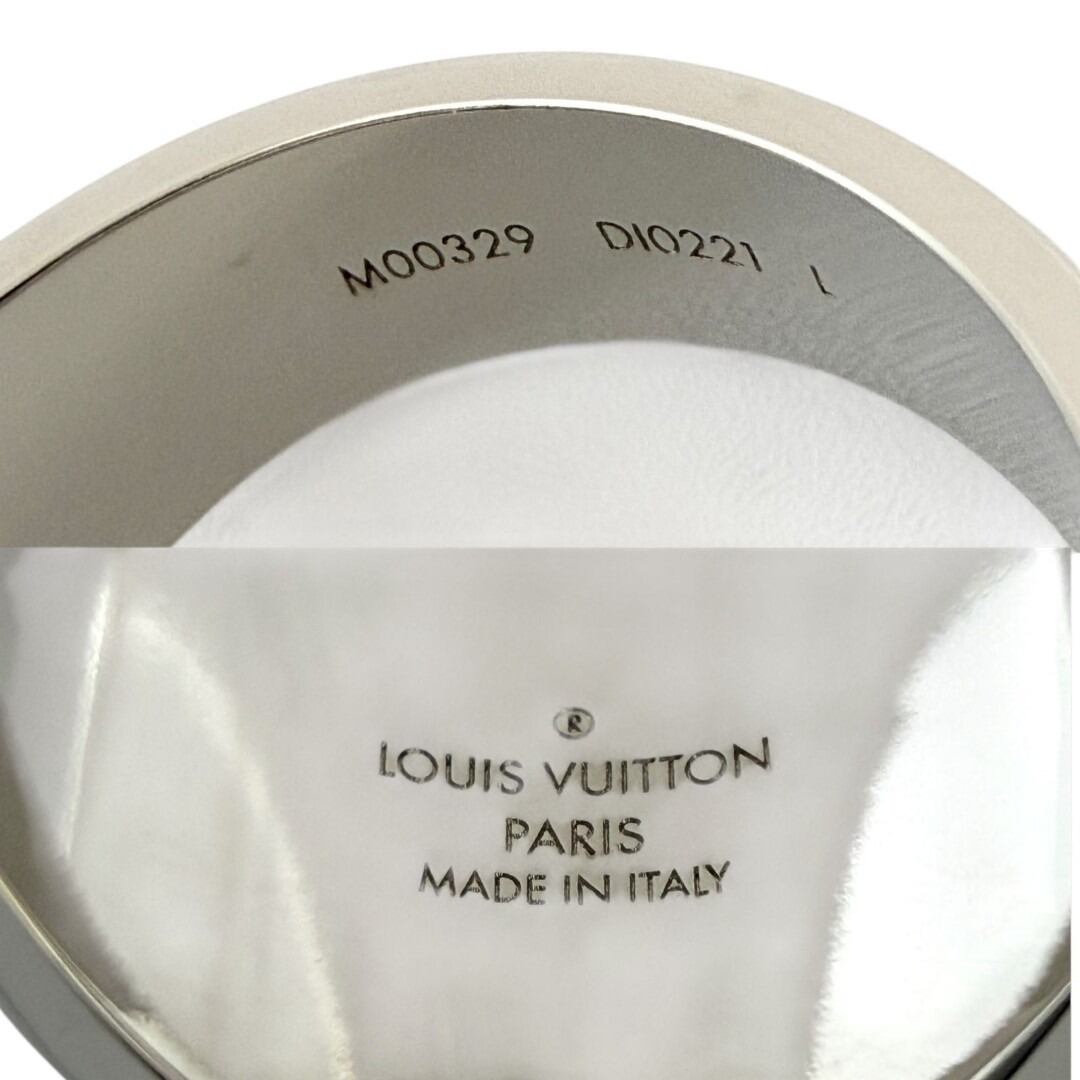 M00329 DI0221 L
®
LOUIS VUITTON
PARIS
MADE IN ITALY